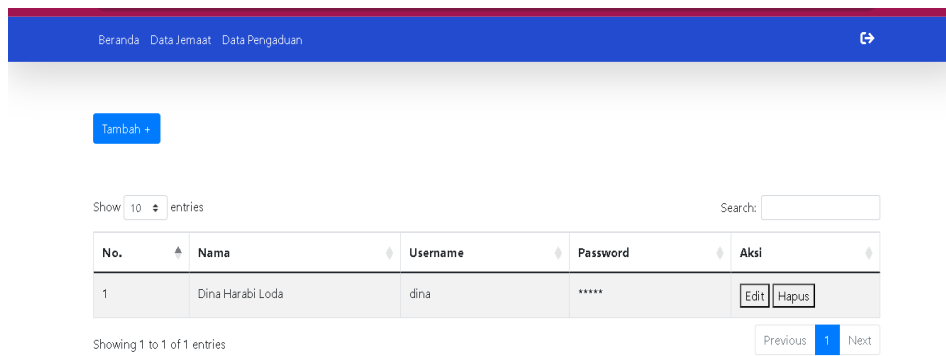 Beranda Data Jemaat Data Pengaduan
Tambah +
Show 10 entries Search:
No. Nama Username Password Aksi
1 Dina Harabi Loda dina ***** Edit Hapus
Showing 1 to 1 of 1 entries Previous 1 Next